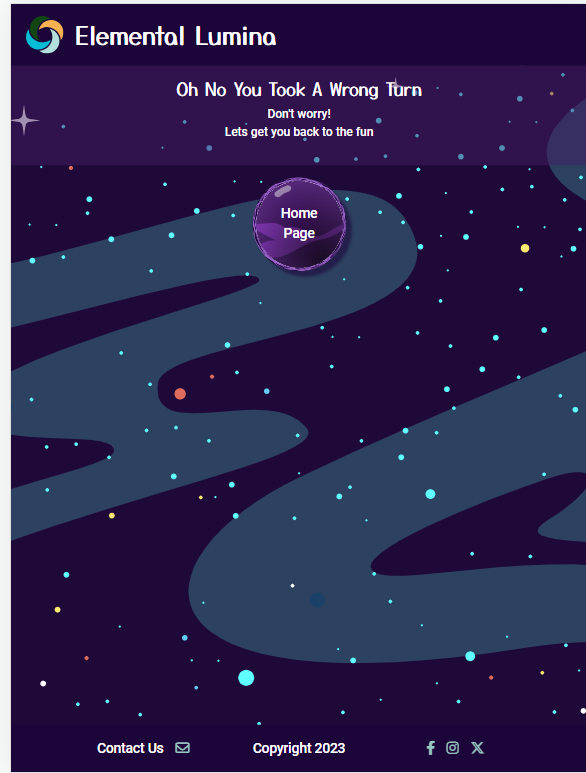 Elemental Lumina
Oh No You Took A Wrong Turn
Don't worry!
Lets get you back to the fun
Home
Page
Contact Us
Copyright 2023